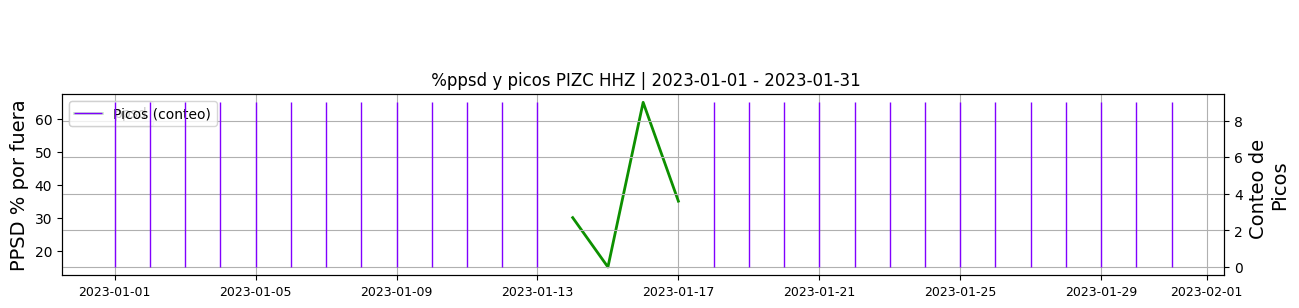 %ppsd y picos PIZC HHZ | 2023-01-01 - 2023-01-31
Picos (conteo)
PPSD % por fuera
60
50
40
30
20
8
6
4
2
0
Conteo de
Picos
2023-01-01 2023-01-05 2023-01-09 2023-01-13 2023-01-17 2023-01-21 2023-01-25 2023-01-29 2023-02-01